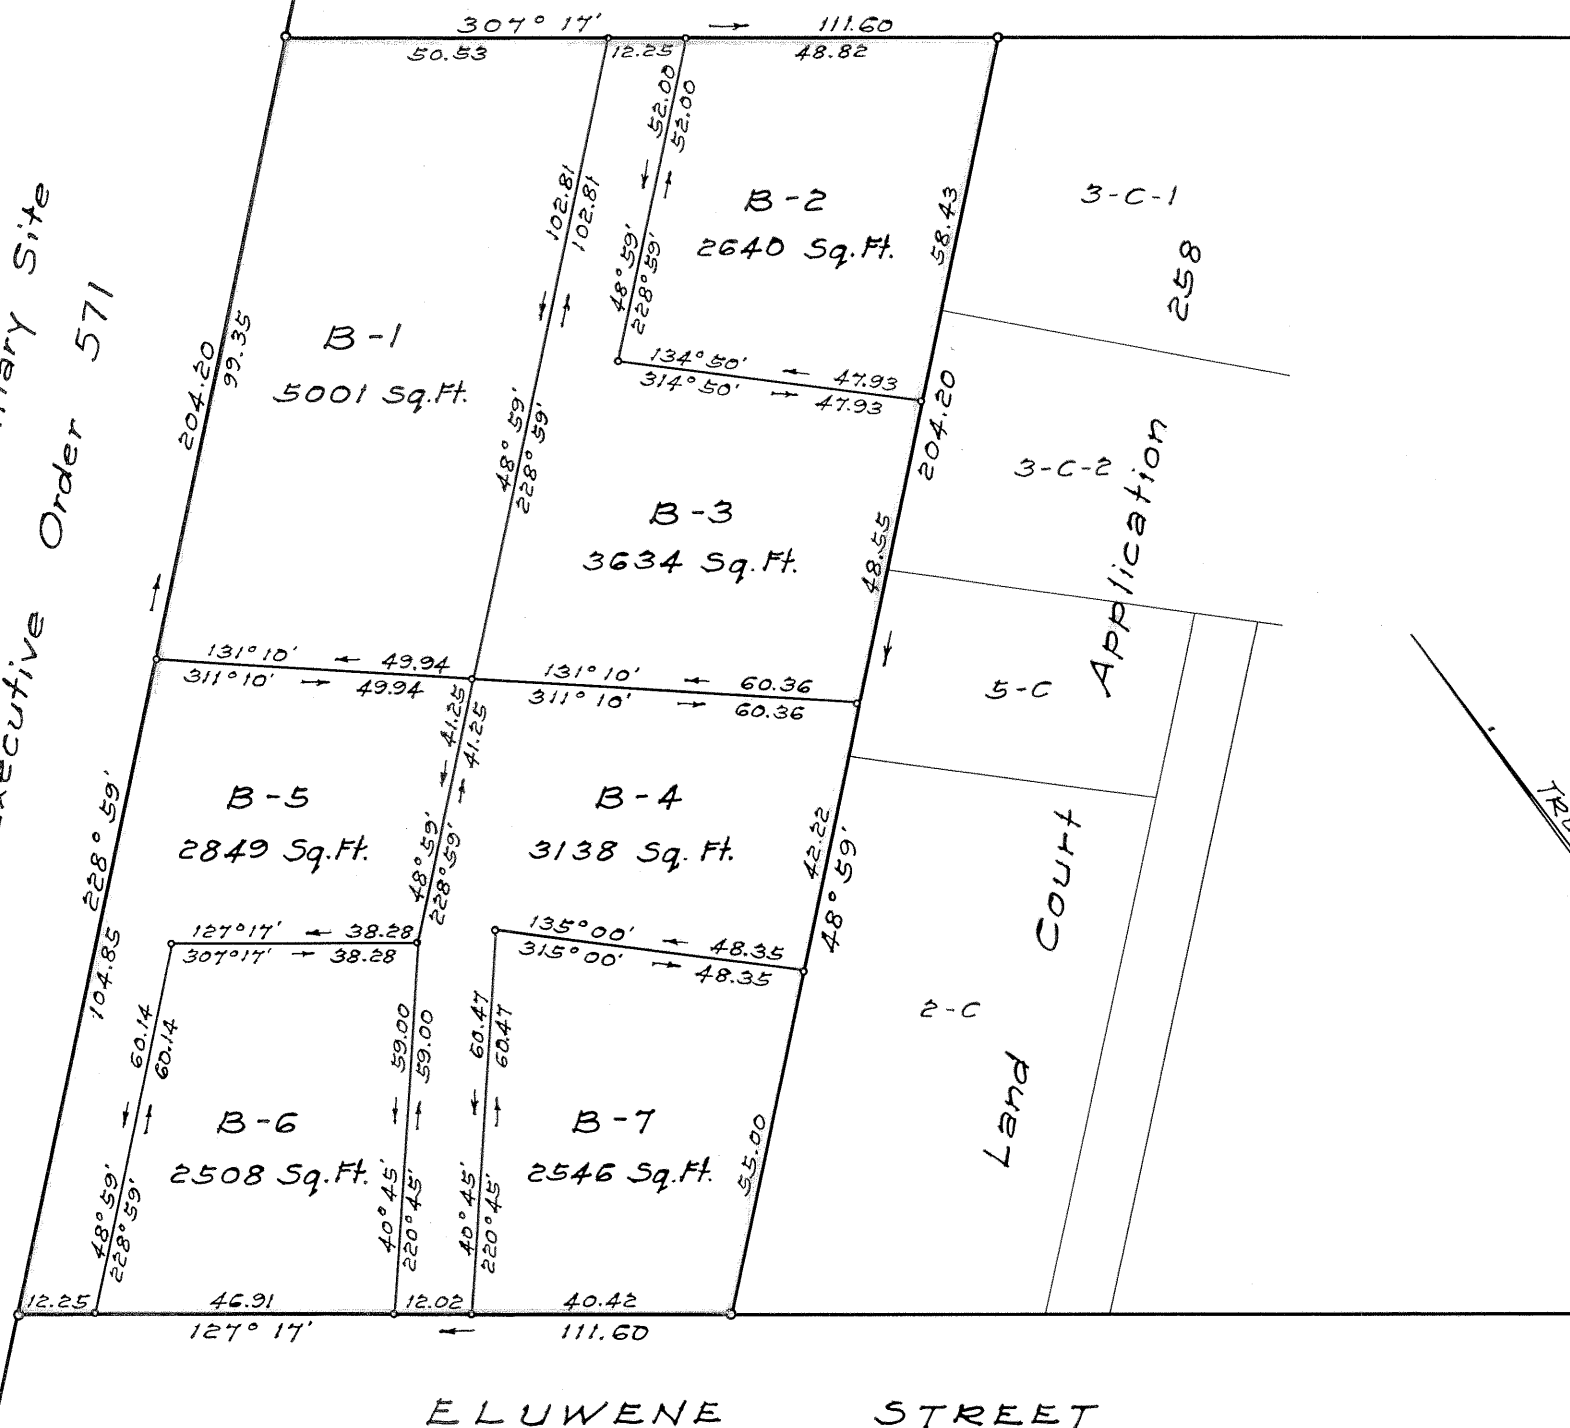 307° 17' → 111.60
50.53 12.25 48.82
52.00
52.00
48° 59'
228° 59'
102.81
102.81
48° 59'
228° 59'
B-2
2640 Sq.Ft.
58.43
3-C-1
258
Site
Order 571
Executive
204.20
99.35
B-1
5001 Sq.Ft.
134° 50' ← 47.93
314° 50' → 47.93
204.20
3-C-2
Application
B-3
3634 Sq.Ft.
48.55
131° 10' ← 49.94
311° 10' → 49.94
131° 10' ← 60.36
311° 10' → 60.36
5-C
41.25
41.25
48° 59'
228° 59'
228° 59'
104.85
B-5
2849 Sq.Ft.
B-4
3138 Sq.Ft.
42.22
48° 59'
Court
127° 17' ← 38.28
307° 17' → 38.28
135° 00' ← 48.35
315° 00' → 48.35
2-C
Land
60.14
60.14
48° 59'
228° 59'
59.00
59.00
40° 45'
220° 45'
60.47
60.47
40° 45'
220° 45'
B-6
2508 Sq.Ft.
B-7
2546 Sq.Ft.
55.00
12.25 46.91 12.02 40.42
127° 17' ← 111.60
ELUWENE STREET